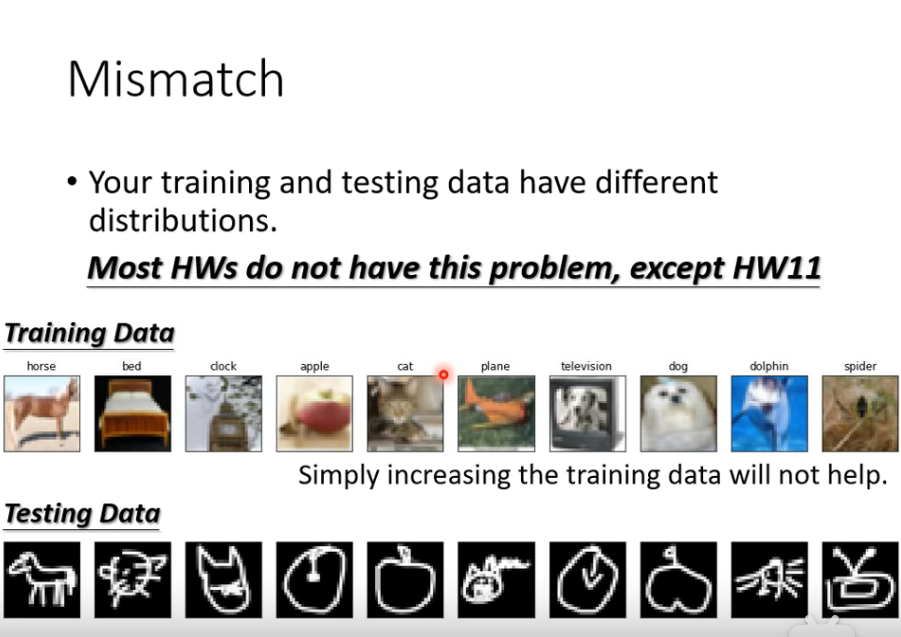 Mismatch
• Your training and testing data have different
distributions.
Most HWs do not have this problem, except HW11
Training Data
horse bed clock apple cat plane television dog dolphin spider
Simply increasing the training data will not help.
Testing Data